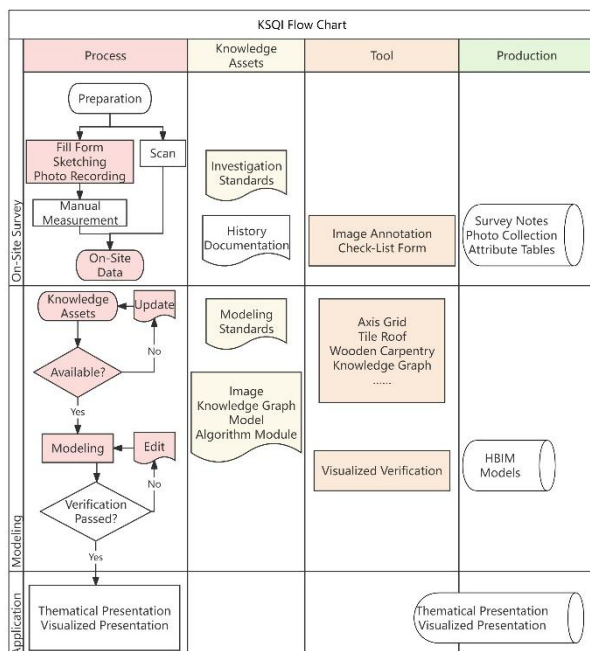 KSQI Flow Chart
Process
Knowledge
Assets
Tool
Production
On-Site Survey
Preparation
Fill Form
Sketching
Photo Recording
Scan
Manual
Measurement
On-Site
Data
Investigation
Standards
History
Documentation
Image Annotation
Check-List Form
Survey Notes
Photo Collection
Attribute Tables
Modeling
Knowledge
Assets
Update
No
Available?
Yes
Modeling
Edit
No
Verification
Passed?
Yes
Modeling
Standards
Image
Knowledge Graph
Model
Algorithm Module
Axis Grid
Tile Roof
Wooden Carpentry
Knowledge Graph
......
Visualized Verification
HBIM
Models
Application
Thematical Presentation
Visualized Presentation
Thematical Presentation
Visualized Presentation